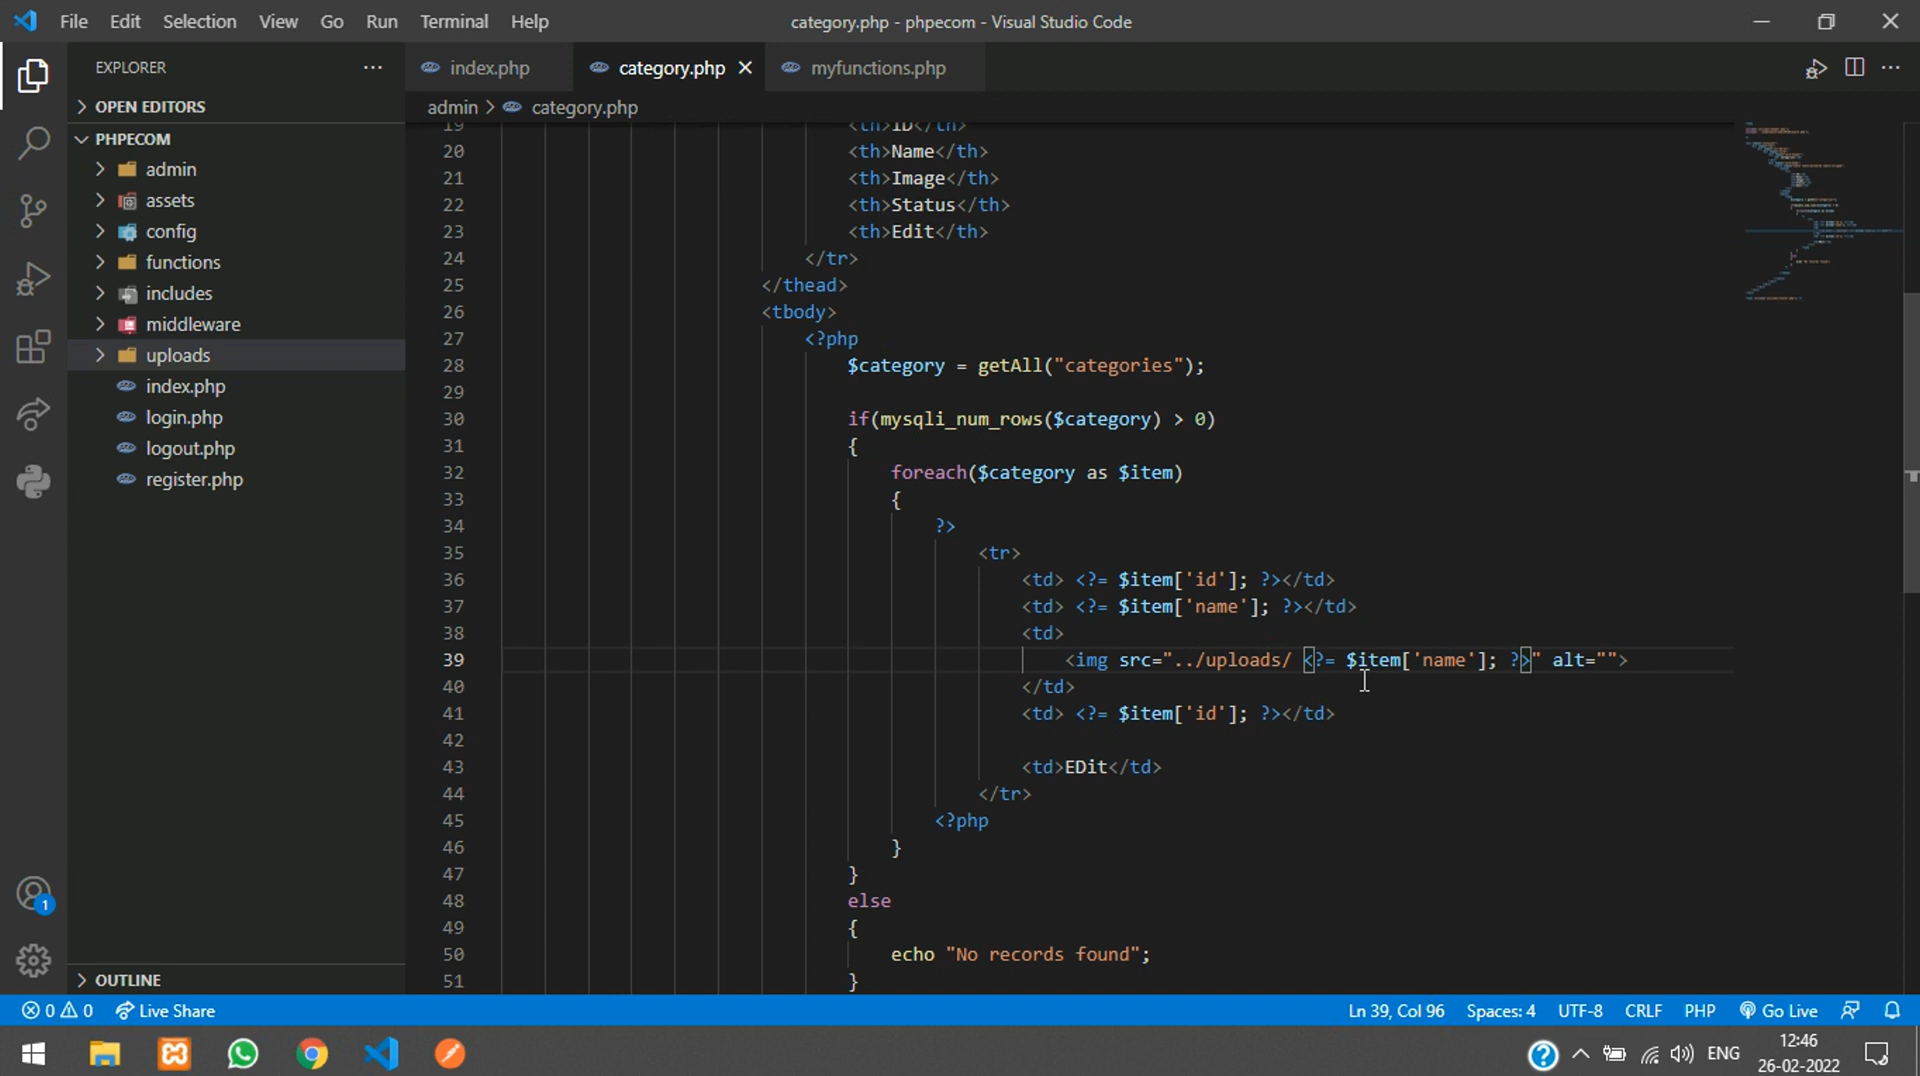 File Edit Selection View Go Run Terminal Help
category.php - phpecom - Visual Studio Code
EXPLORER
index.php
category.php
myfunctions.php
admin > category.php
OPEN EDITORS
PHPECOM
admin
assets
config
functions
includes
middleware
uploads
index.php
login.php
logout.php
register.php
OUTLINE
19 <th>ID</th>
20 <th>Name</th>
21 <th>Image</th>
22 <th>Status</th>
23 <th>Edit</th>
24 </tr>
25 </thead>
26 <tbody>
27 <?php
28 $category = getAll("categories");
29
30 if(mysqli_num_rows($category) > 0)
31 {
32 foreach($category as $item)
33 {
34 ?>
35 <tr>
36 <td> <?= $item['id']; ?></td>
37 <td> <?= $item['name']; ?></td>
38 <td>
39 <img src="../uploads/ <?= $item['name']; ?>" alt="">
40 </td>
41 <td> <?= $item['id']; ?></td>
42
43 <td>EDit</td>
44 </tr>
45 <?php
46 }
47 }
48 else
49 {
50 echo "No records found";
51 }
1
0 0 Live Share
Ln 39, Col 96 Spaces: 4 UTF-8 CRLF PHP Go Live
ENG
12:46
26-02-2022